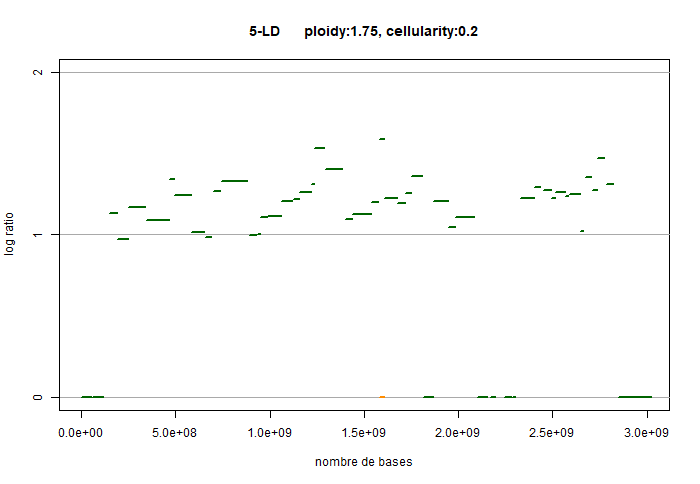 5-LD ploidy:1.75, cellularity:0.2
2
1
0
log ratio
0.0e+00 5.0e+08 1.0e+09 1.5e+09 2.0e+09 2.5e+09 3.0e+09
nombre de bases